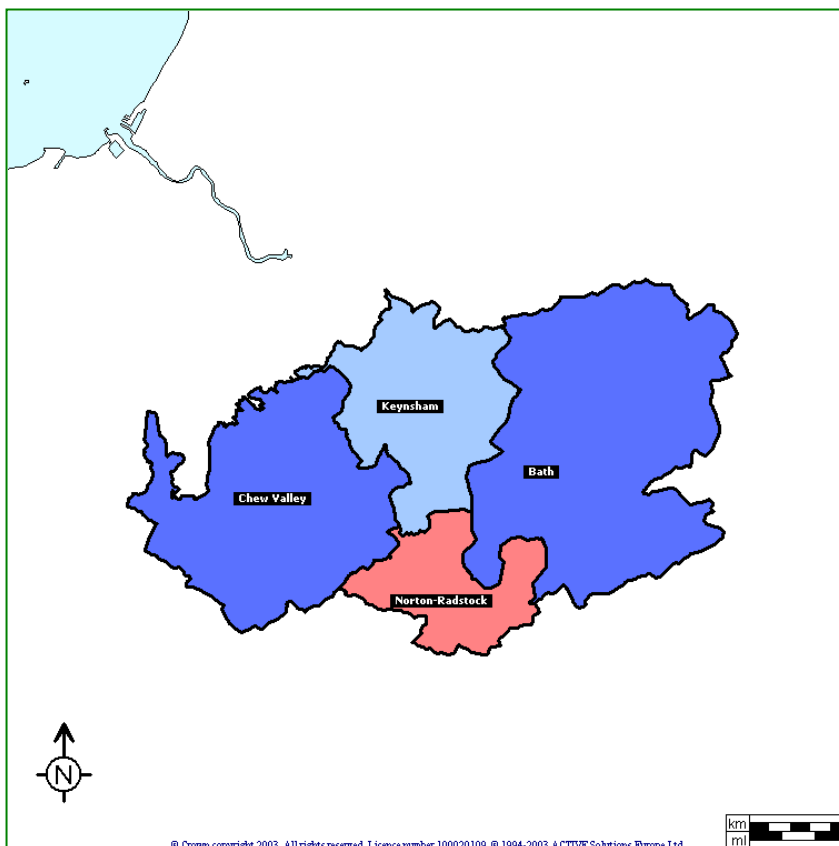 Keynsham
Bath
Chew Valley
Norton-Radstock
N
km
ml
© Crown copyright 2003. All rights reserved. Licence number 100020109. © 1994-2003 ACTIVE Solutions Europe Ltd